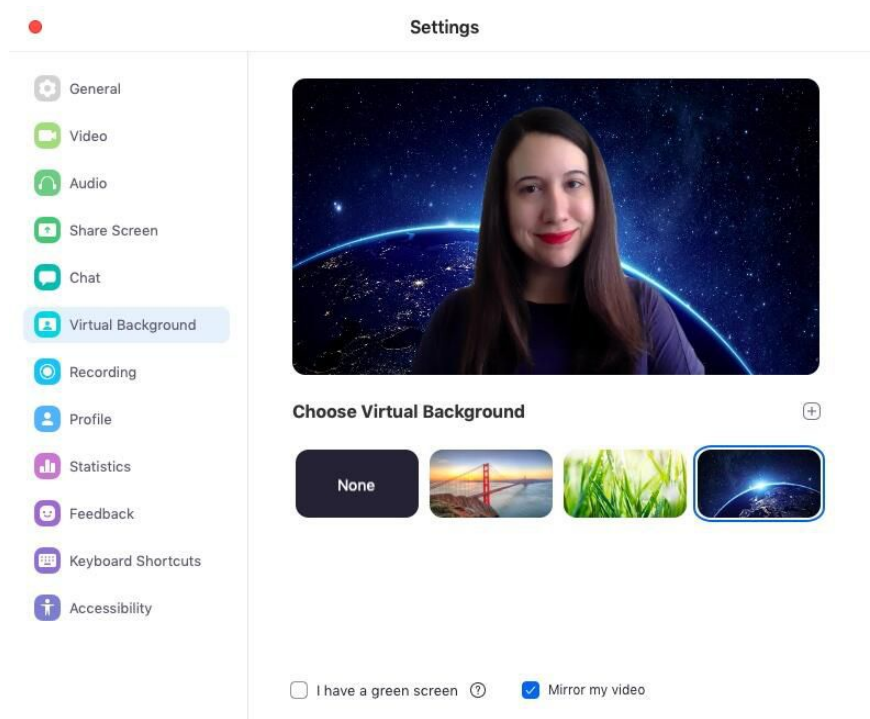 Settings
General
Video
Audio
Share Screen
Chat
Virtual Background
Recording
Profile
Statistics
Feedback
Keyboard Shortcuts
Accessibility
Choose Virtual Background
None
I have a green screen ? Mirror my video